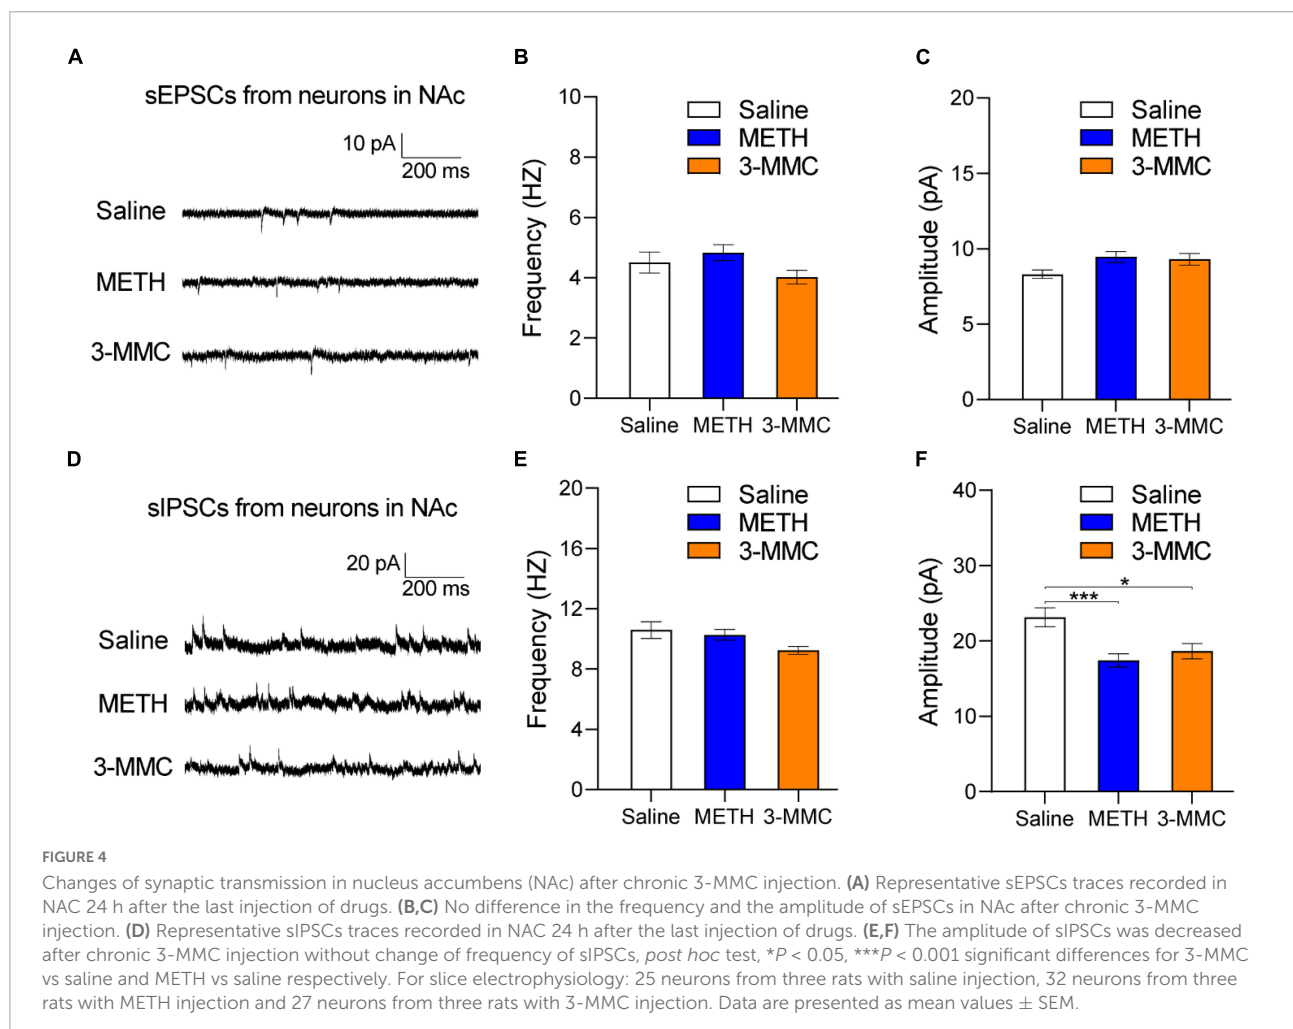 A
sEPSCs from neurons in NAc
10 pA
200 ms
Saline
METH
3-MMC
B
10
8
6
4
2
0
Frequency (HZ)
Saline
METH
3-MMC
Saline METH 3-MMC
C
20
15
10
5
0
Amplitude (pA)
Saline
METH
3-MMC
Saline METH 3-MMC
D
sIPSCs from neurons in NAc
20 pA
200 ms
Saline
METH
3-MMC
E
20
16
12
8
4
0
Frequency (HZ)
Saline
METH
3-MMC
Saline METH 3-MMC
F
40
30
20
10
0
Amplitude (pA)
Saline
METH
3-MMC
*
***
Saline METH 3-MMC
FIGURE 4
Changes of synaptic transmission in nucleus accumbens (NAc) after chronic 3-MMC injection. (A) Representative sEPSCs traces recorded in
NAC 24 h after the last injection of drugs. (B,C) No difference in the frequency and the amplitude of sEPSCs in NAc after chronic 3-MMC
injection. (D) Representative sIPSCs traces recorded in NAC 24 h after the last injection of drugs. (E,F) The amplitude of sIPSCs was decreased
after chronic 3-MMC injection without change of frequency of sIPSCs, post hoc test, *P < 0.05, ***P < 0.001 significant differences for 3-MMC
vs saline and METH vs saline respectively. For slice electrophysiology: 25 neurons from three rats with saline injection, 32 neurons from three
rats with METH injection and 27 neurons from three rats with 3-MMC injection. Data are presented as mean values ± SEM.